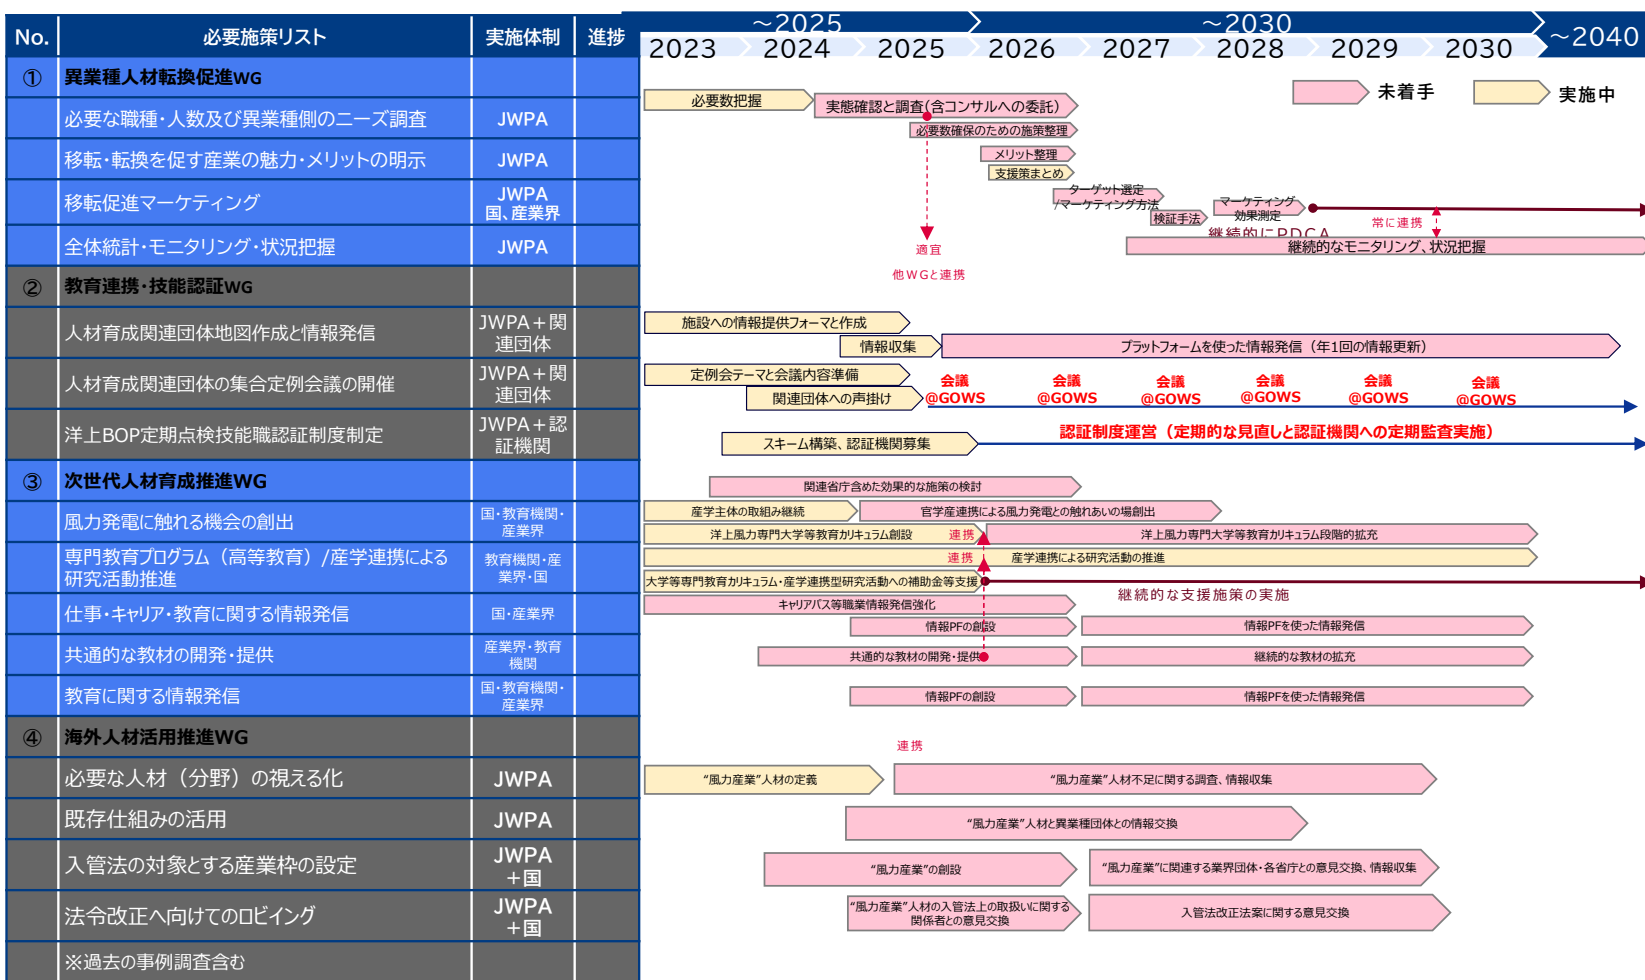 No.
必要施策リスト
実施体制
進捗
～2025
～2030
～2040
2023
2024
2025
2026
2027
2028
2029
2030
未着手
実施中
①
異業種人材転換促進WG
必要数把握
実態確認と調査(含コンサルへの委託)
必要な職種・人数及び異業種側のニーズ調査
JWPA
必要数確保のための施策整理
移転・転換を促す産業の魅力・メリットの明示
JWPA
メリット整理
支援策まとめ
移転促進マーケティング
JWPA
国、産業界
ターゲット選定
/マーケティング方法
検証手法
マーケティング
効果測定
継続的にPDCA
常に連携
全体統計・モニタリング・状況把握
JWPA
継続的なモニタリング、状況把握
適宜
他WGと連携
②
教育連携・技能認証WG
人材育成関連団体地図作成と情報発信
JWPA＋関
連団体
施設への情報提供フォーマと作成
情報収集
プラットフォームを使った情報発信（年1回の情報更新）
人材育成関連団体の集合定例会議の開催
JWPA＋関
連団体
定例会テーマと会議内容準備
関連団体への声掛け
会議
@GOWS
会議
@GOWS
会議
@GOWS
会議
@GOWS
会議
@GOWS
会議
@GOWS
洋上BOP定期点検技能職認証制度制定
JWPA＋認
証機関
スキーム構築、認証機関募集
認証制度運営（定期的な見直しと認証機関への定期監査実施）
③
次世代人材育成推進WG
関連省庁含めた効果的な施策の検討
風力発電に触れる機会の創出
国・教育機関・
産業界
産学主体の取組み継続
官学産連携による風力発電との触れあいの場創出
洋上風力専門大学等教育カリキュラム創設
連携
洋上風力専門大学等教育カリキュラム段階的拡充
専門教育プログラム（高等教育）/産学連携による
研究活動推進
教育機関・産
業界・国
連携
産学連携による研究活動の推進
大学等専門教育カリキュラム・産学連携型研究活動への補助金等支援
継続的な支援施策の実施
仕事・キャリア・教育に関する情報発信
国・産業界
キャリアパス等職業情報発信強化
情報PFの創設
情報PFを使った情報発信
共通的な教材の開発・提供
産業界・教育
機関
共通的な教材の開発・提供
継続的な教材の拡充
教育に関する情報発信
国・教育機関・
産業界
情報PFの創設
情報PFを使った情報発信
④
海外人材活用推進WG
連携
必要な人材（分野）の視える化
JWPA
“風力産業”人材の定義
“風力産業”人材不足に関する調査、情報収集
既存仕組みの活用
JWPA
“風力産業”人材と異業種団体との情報交換
入管法の対象とする産業枠の設定
JWPA
＋国
“風力産業”の創設
“風力産業”に関連する業界団体・各省庁との意見交換、情報収集
法令改正へ向けてのロビイング
JWPA
＋国
“風力産業”人材の入管法上の取扱いに関する
関係者との意見交換
入管法改正法案に関する意見交換
※過去の事例調査含む